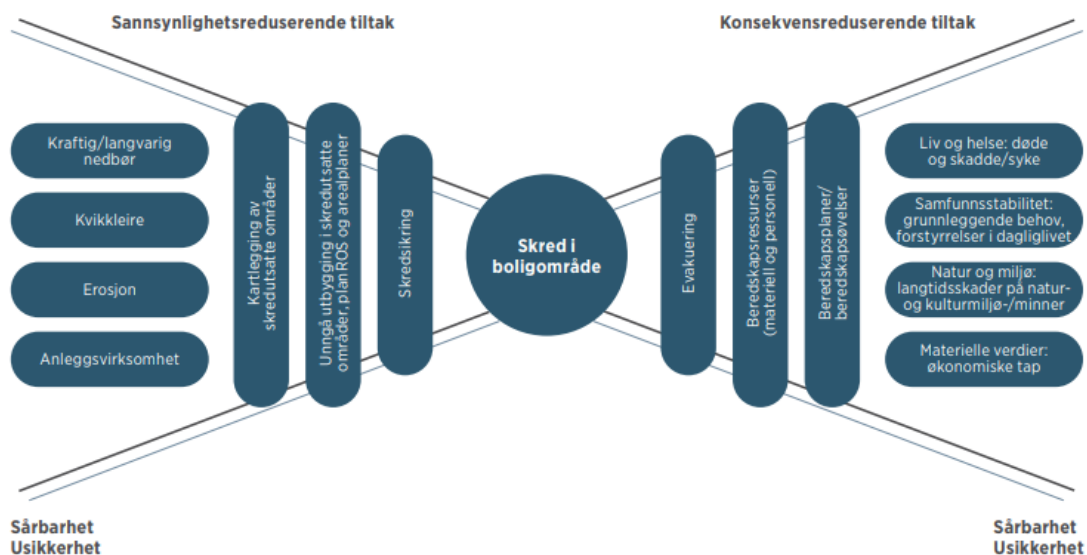 Sannsynlighetsreduserende tiltak
Konsekvensreduserende tiltak
Kraftig/langvarig
nedbør
Kvikkleire
Erosjon
Anleggsvirksomhet
Kartlegging av
skredutsatte områder
Unngå utbygging i skredutsatte
områder, plan ROS og arealplaner
Skredsikring
Skred i
boligområde
Evakuering
Beredskapsressurser
(materiell og personell)
Beredskapsplaner/
beredskapsøvelser
Liv og helse: døde
og skadde/syke
Samfunnsstabilitet:
grunnleggende behov,
forstyrrelser i dagliglivet
Natur og miljø:
langtidsskader på natur-
og kulturmiljø-/minner
Materielle verdier:
økonomiske tap
Sårbarhet
Usikkerhet
Sårbarhet
Usikkerhet